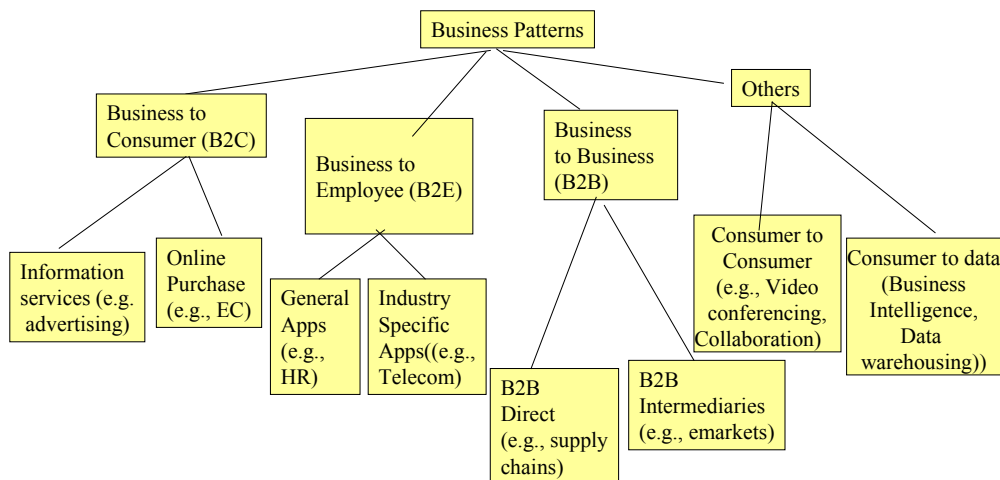 Business Patterns
Business to
Consumer (B2C)
Business to
Employee (B2E)
Business
to Business
(B2B)
Others
Information
services (e.g.
advertising)
Online
Purchase
(e.g., EC)
General
Apps
(e.g.,
HR)
Industry
Specific
Apps((e.g.,
Telecom)
B2B
Direct
(e.g., supply
chains)
B2B
Intermediaries
(e.g., emarkets)
Consumer to
Consumer
(e.g., Video
conferencing,
Collaboration)
Consumer to data
(Business
Intelligence,
Data
warehousing))